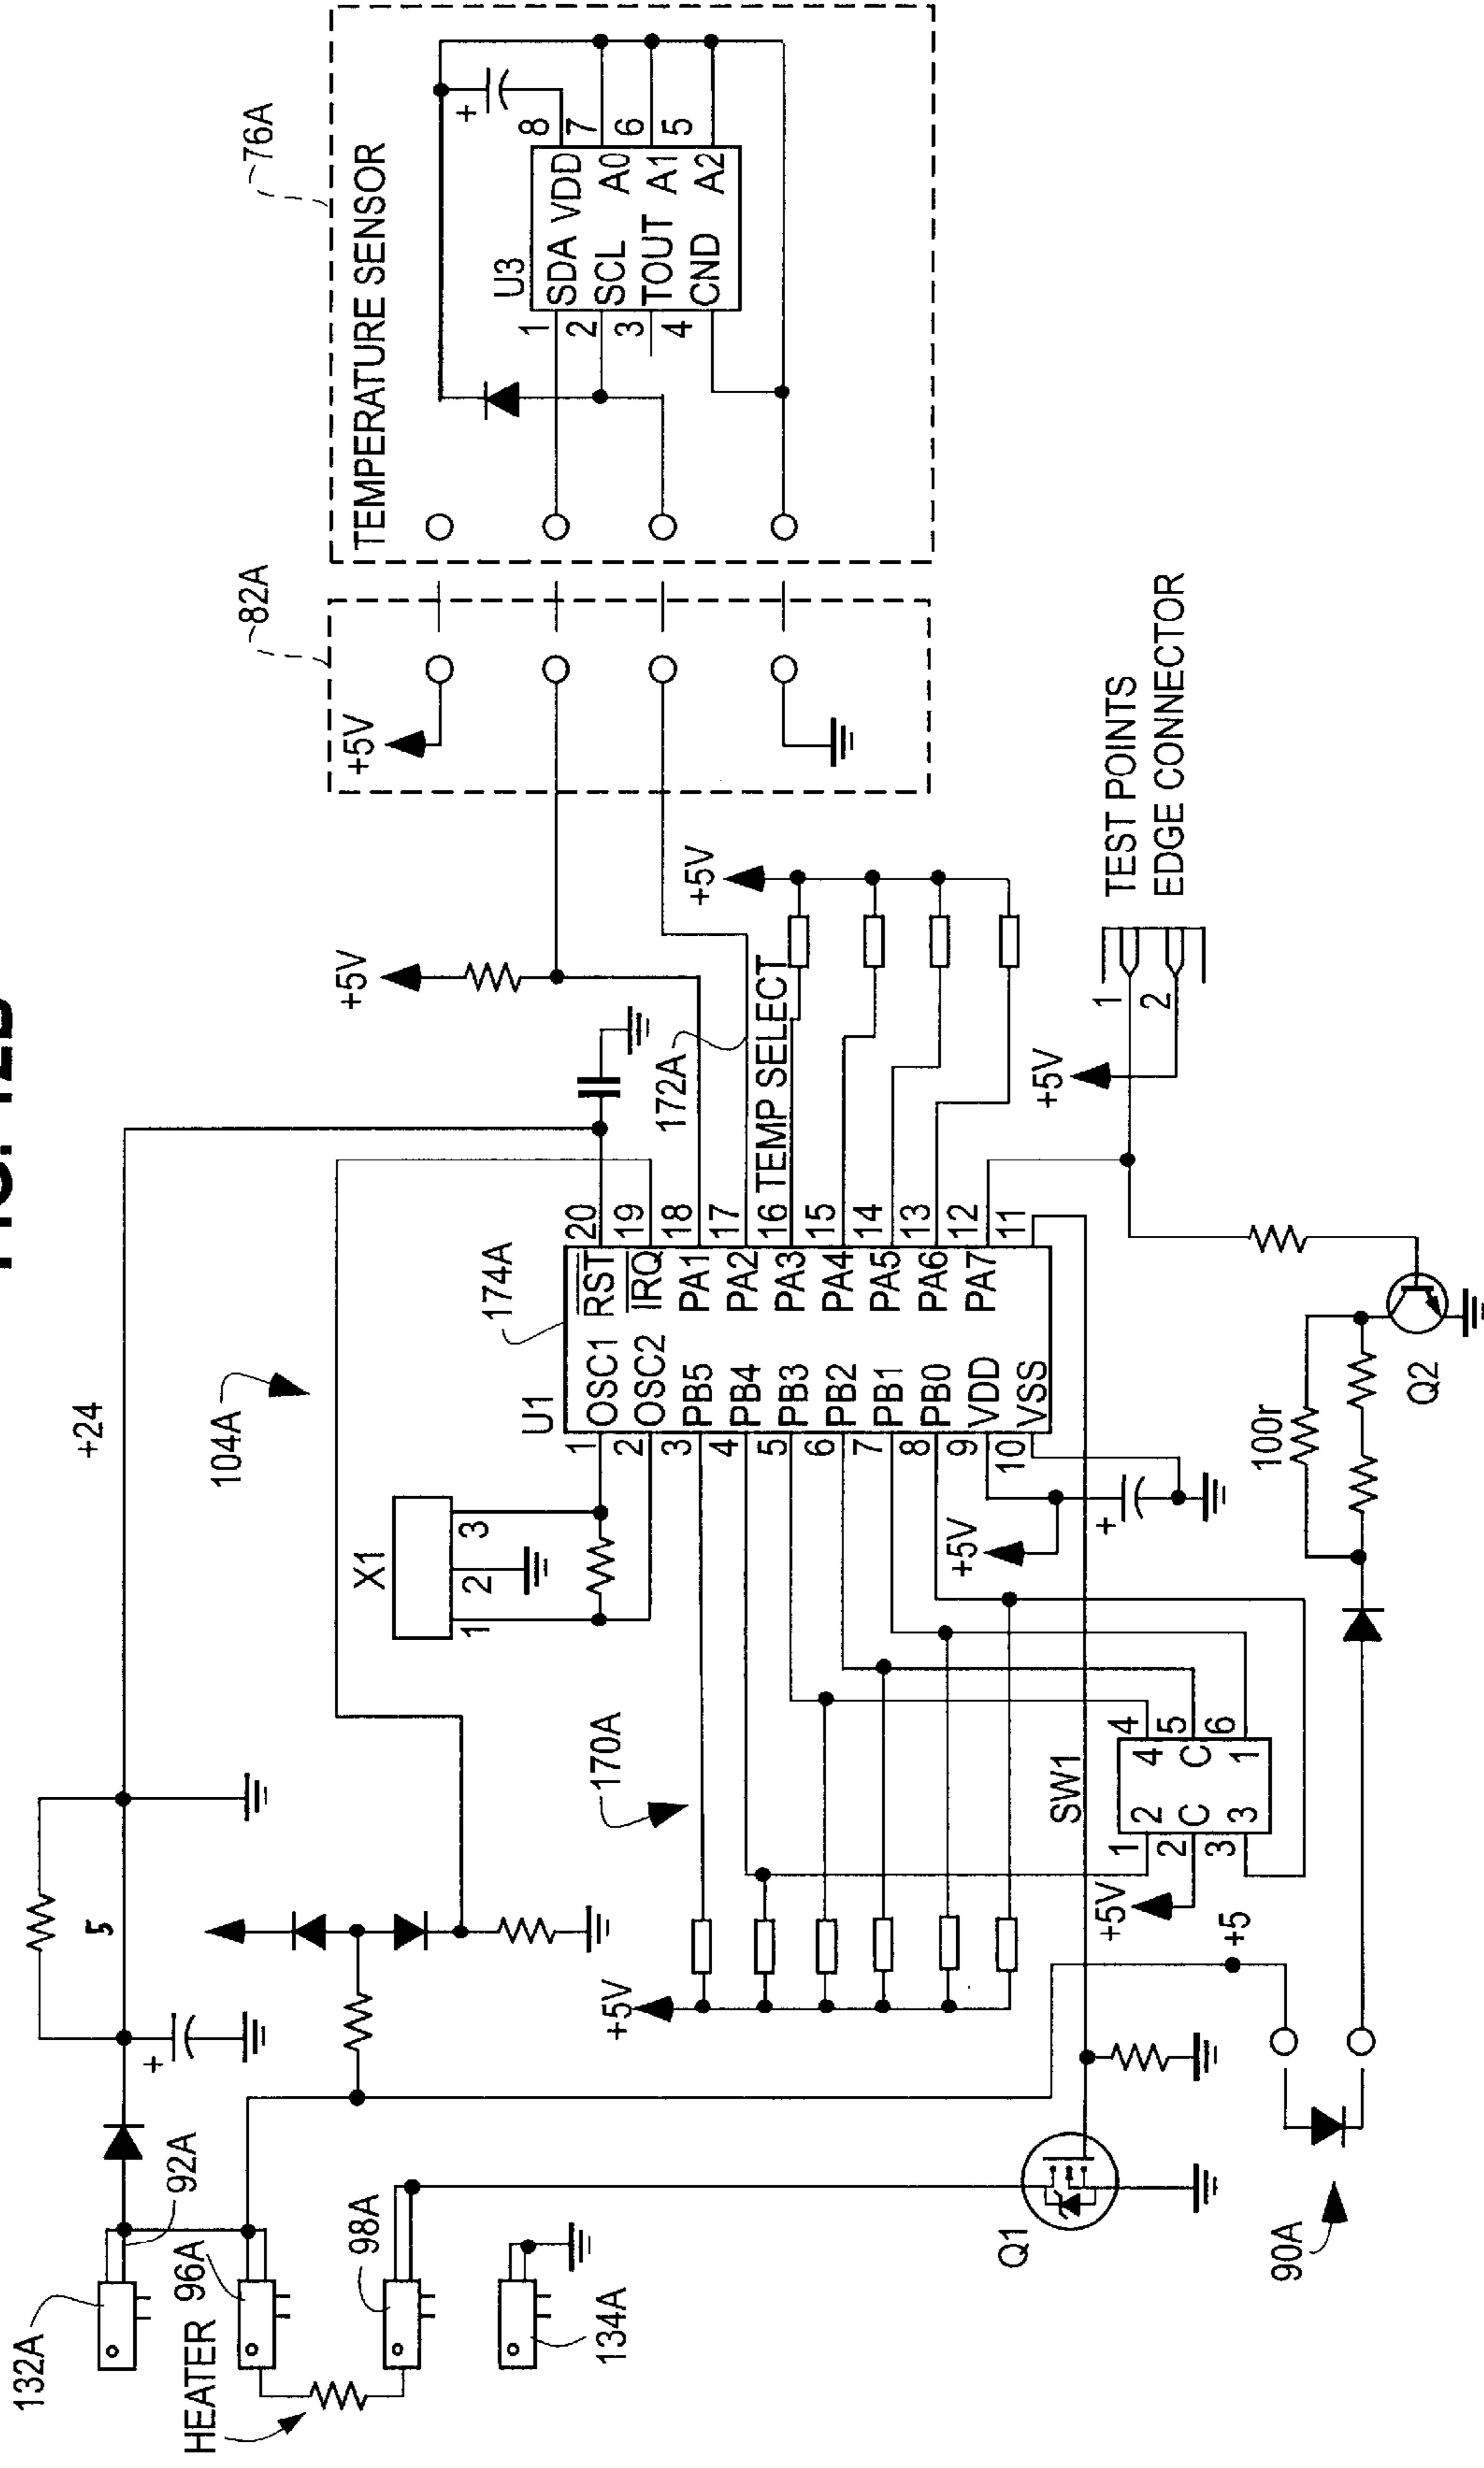 132A
92A
HEATER
96A
98A
134A
+
5
+24
104A
X1
1
2
3
170A
+5V
U1
174A
1 OSC1 RST 20
2 OSC2 IRQ 19
3 PB5 PA1 18
4 PB4 PA2 17
5 PB3 PA3 16
6 PB2 PA4 15
7 PB1 PA5 14
8 PB0 PA6 13
9 VDD PA7 12
10 VSS 11
+5V
+
172A
TEMP SELECT
+5V
+5V
82A
+5V
76A
TEMPERATURE SENSOR
+
U3
1 SDA VDD 8
2 SCL A0 7
3 TOUT A1 6
4 CND A2 5
SW1
1 2 4 4
2 C C 5
3 3 1 6
+5V
+5
Q1
90A
100r
Q2
+5V
1
2
TEST POINTS
EDGE CONNECTOR